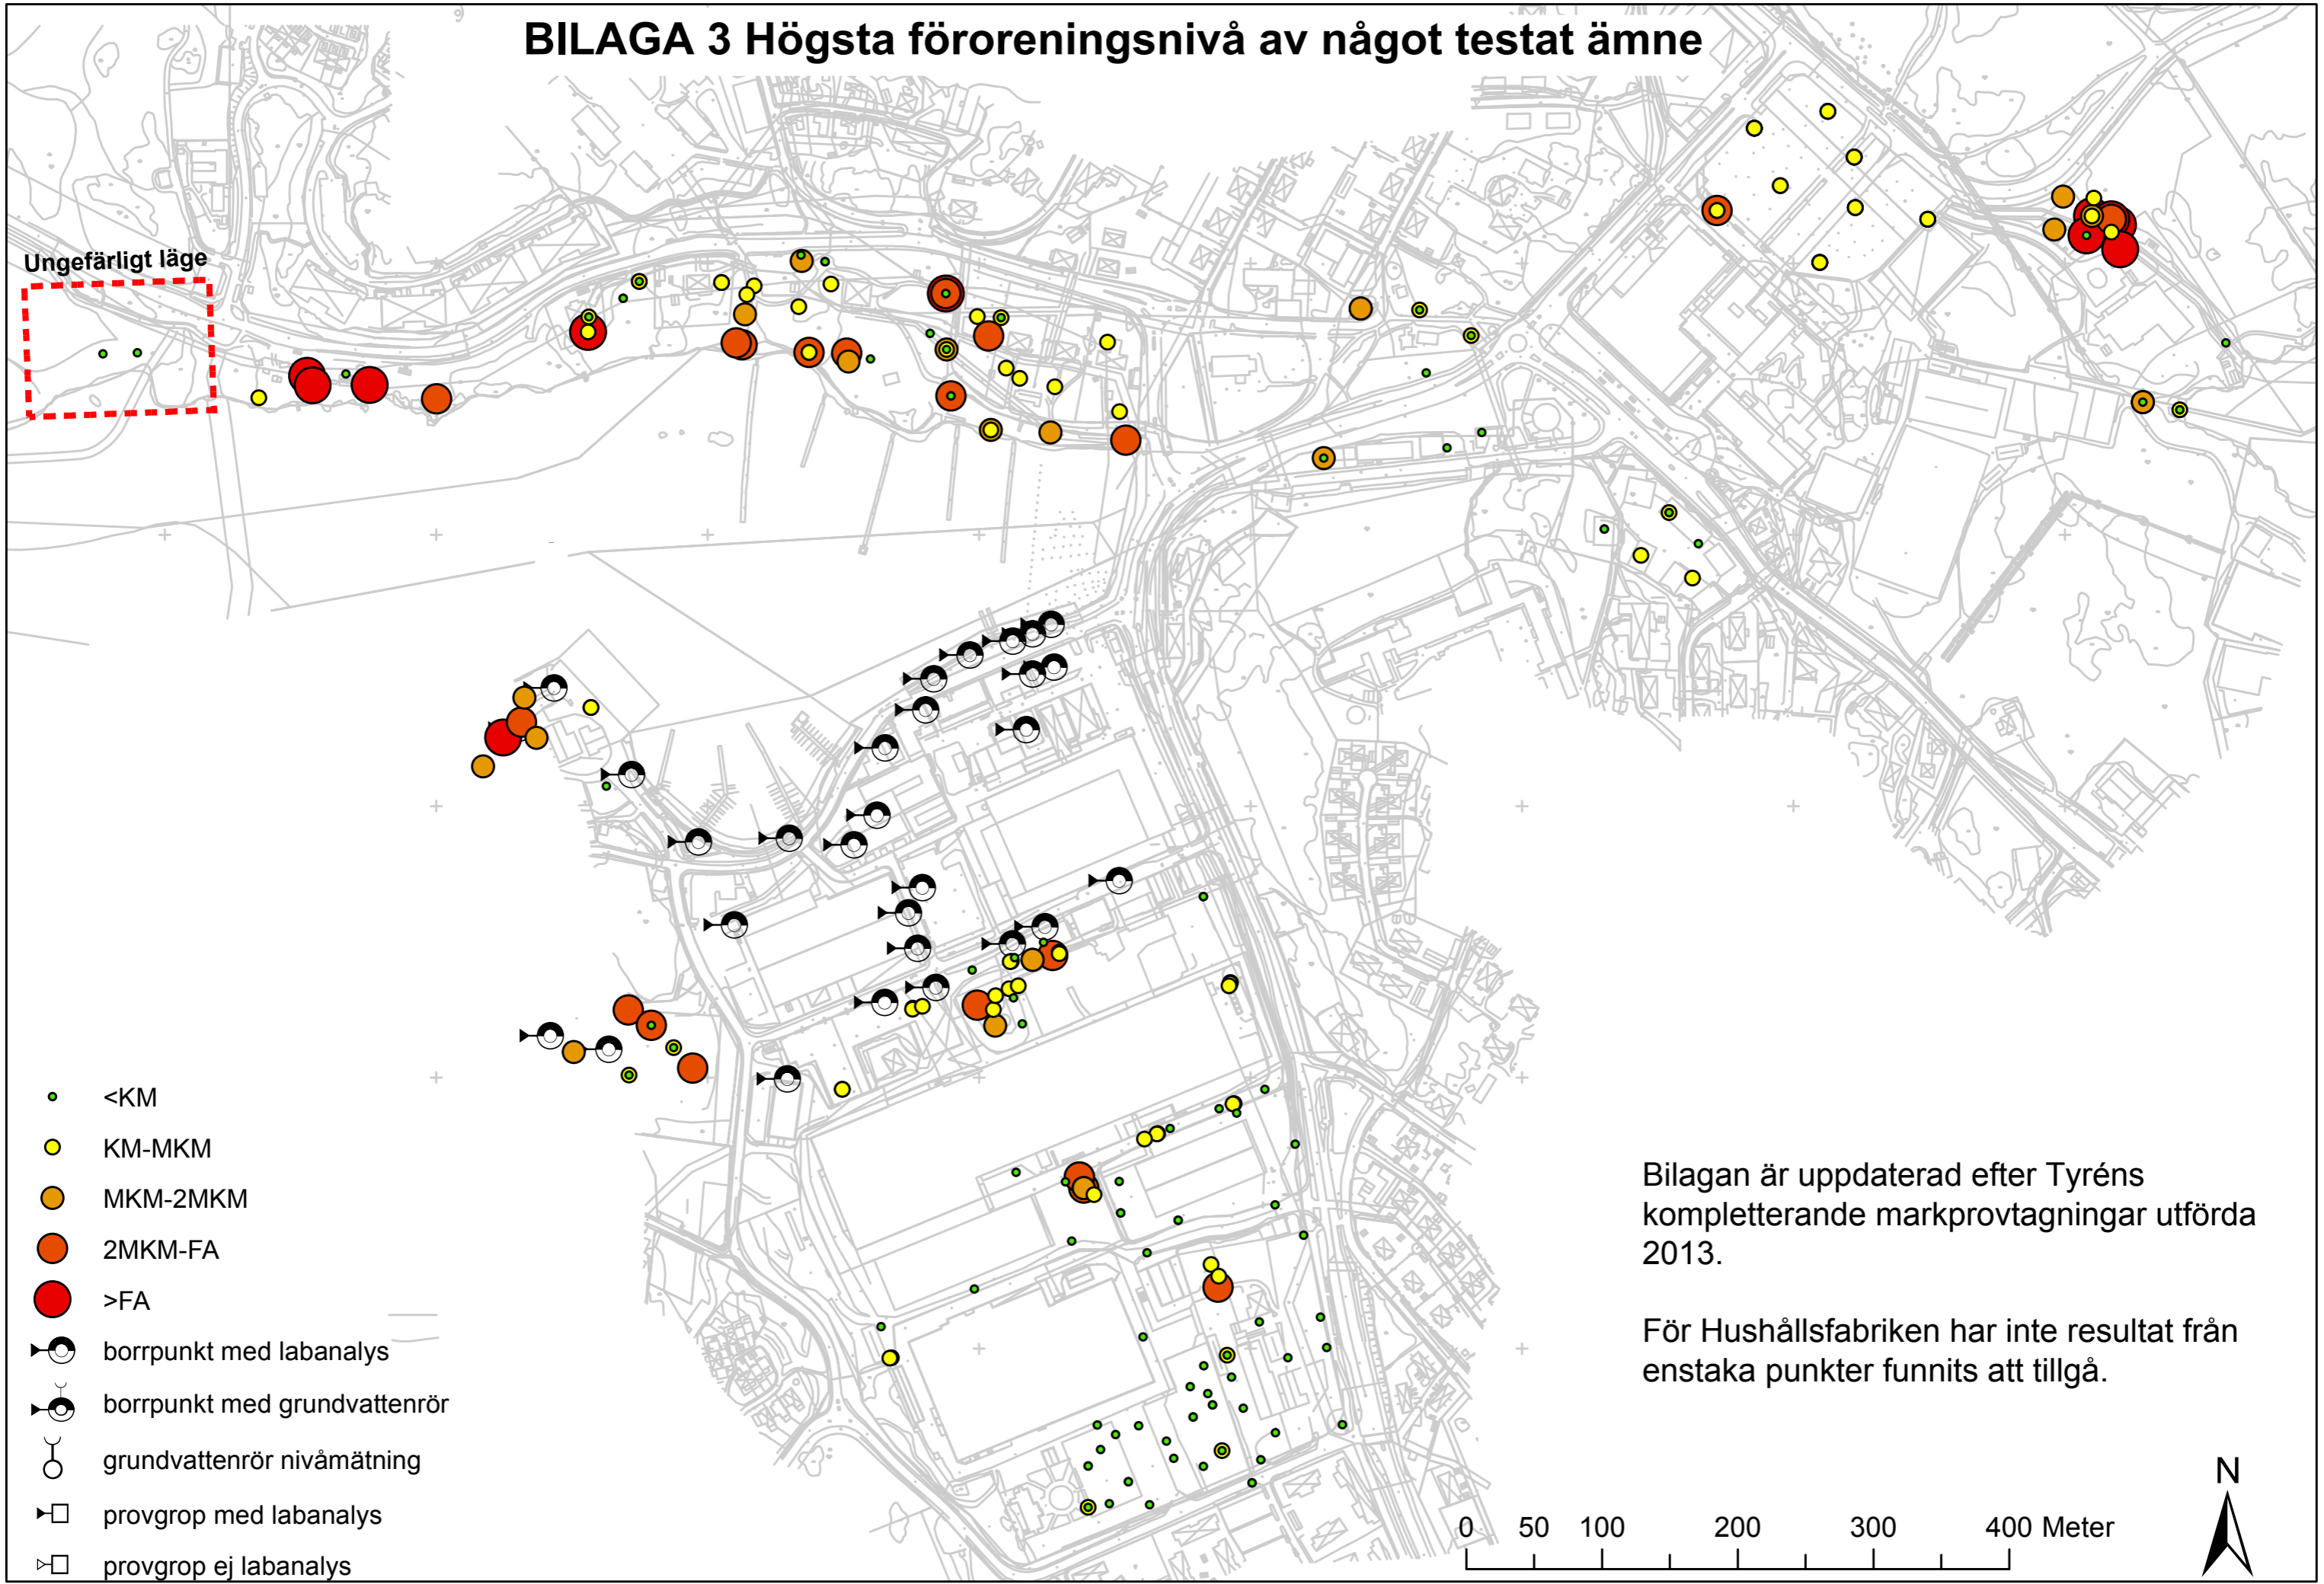 BILAGA 3 Högsta föroreningsnivå av något testat ämne
Ungefärligt läge
<KM
KM-MKM
MKM-2MKM
2MKM-FA
>FA
borrpunkt med labanalys
borrpunkt med grundvattenrör
grundvattenrör nivåmätning
provgrop med labanalys
provgrop ej labanalys
Bilagan är uppdaterad efter Tyréns
kompletterande markprovtagningar utförda
2013.
För Hushållsfabriken har inte resultat från
enstaka punkter funnits att tillgå.
N
0 50 100 200 300 400 Meter